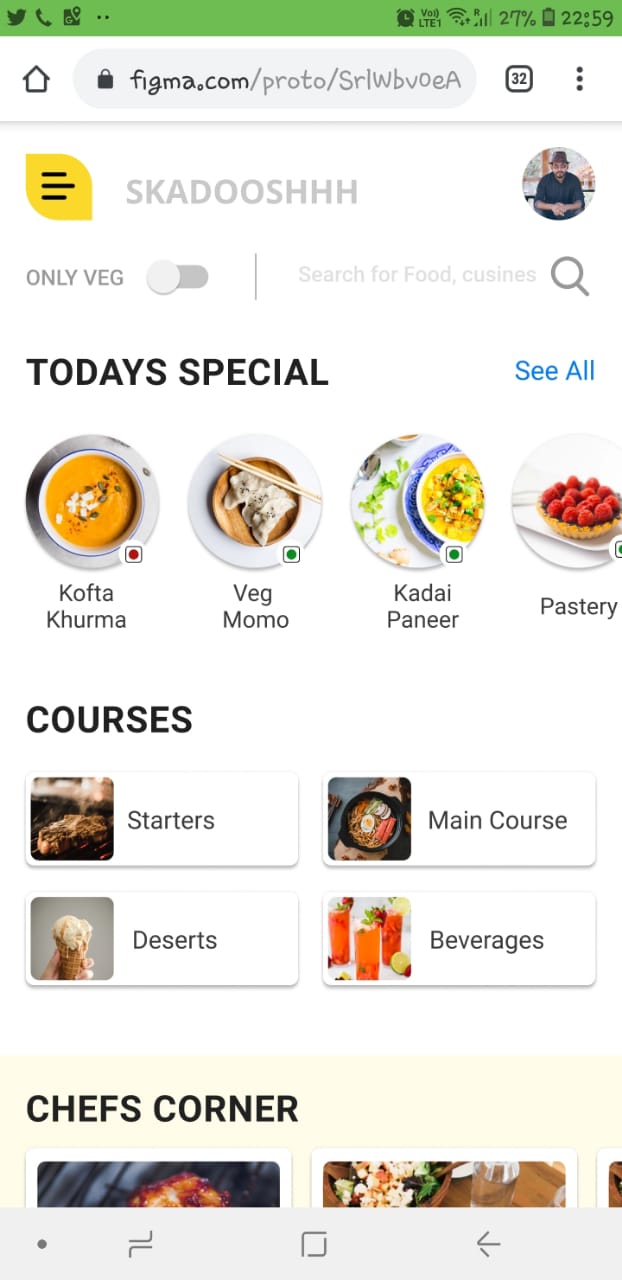 Vo))
LTE1
R
27%
22:59
figma.com/proto/SrlWbv0eA
32
SKADOOSHHH
ONLY VEG
Search for Food, cusines
TODAYS SPECIAL
See All
Kofta
Khurma
Veg
Momo
Kadai
Paneer
Pastery
COURSES
Starters
Main Course
Deserts
Beverages
CHEFS CORNER